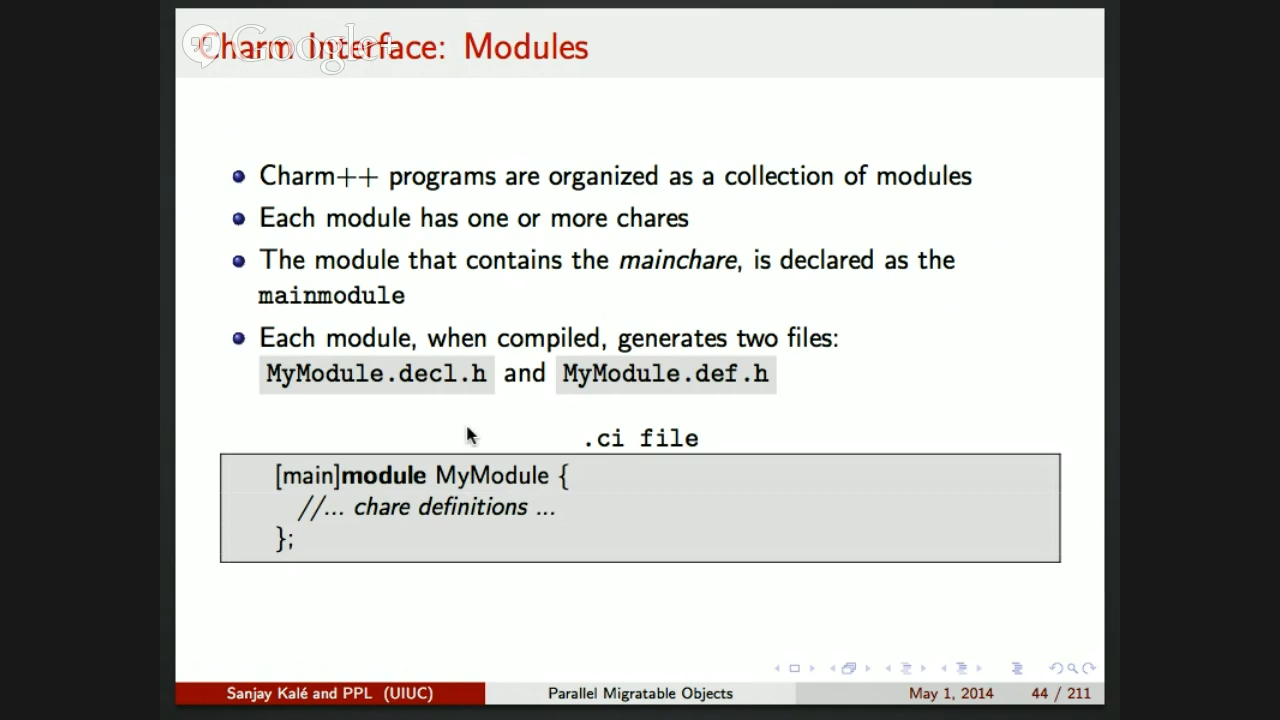 Google+
Charm Interface: Modules
Charm++ programs are organized as a collection of modules
Each module has one or more chares
The module that contains the mainchare, is declared as the
mainmodule
Each module, when compiled, generates two files:
MyModule.decl.h and MyModule.def.h
.ci file
[main]module MyModule {
//... chare definitions ...
};
Sanjay Kalé and PPL (UIUC) Parallel Migratable Objects May 1, 2014 44 / 211